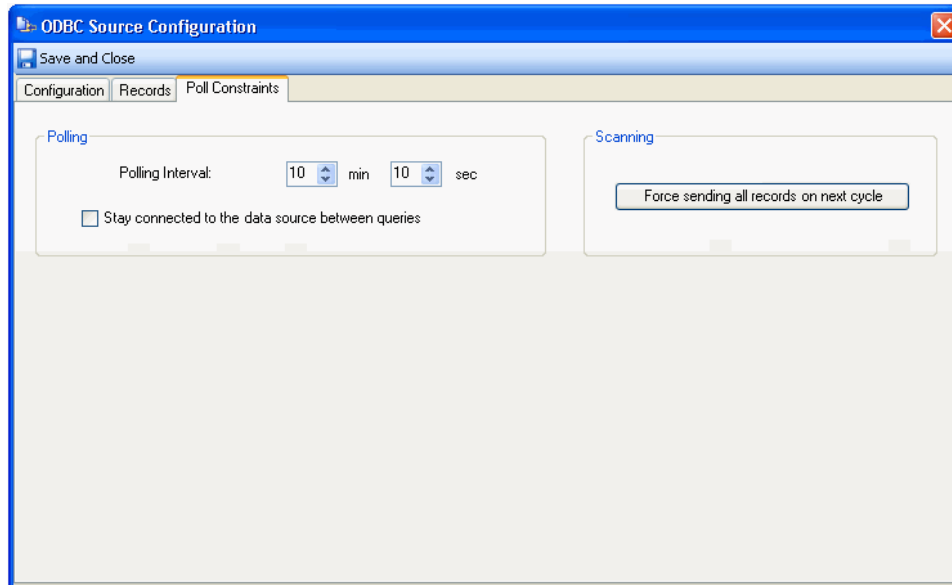 ODBC Source Configuration
Save and Close
Configuration Records Poll Constraints
Polling Scanning
Polling Interval: 10 min 10 sec
Force sending all records on next cycle
Stay connected to the data source between queries